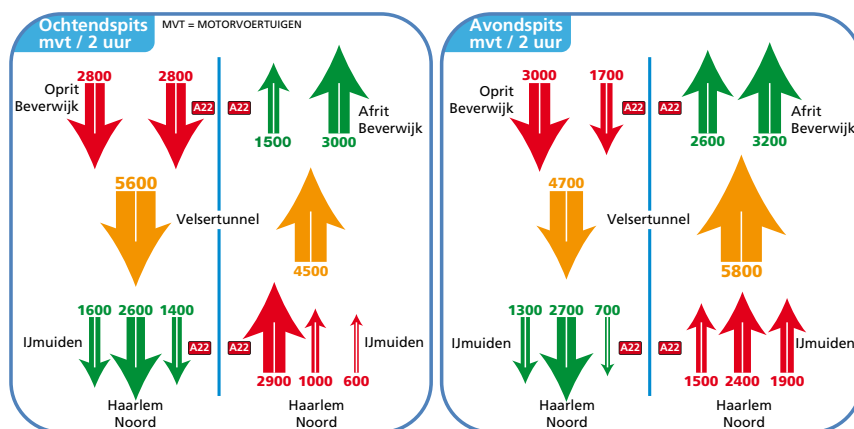 Ochtendspits
mvt / 2 uur
MVT = MOTORVOERTUIGEN
2800 2800
Oprit
Beverwijk
A22
A22
1500
3000
Afrit
Beverwijk
5600
Velsertunnel
4500
1600 2600 1400
IJmuiden
A22
A22
2900 1000 600
IJmuiden
Haarlem
Noord
Haarlem
Noord
Avondspits
mvt / 2 uur
3000 1700
Oprit
Beverwijk
A22
A22
2600 3200
Afrit
Beverwijk
4700
Velsertunnel
5800
1300 2700 700
IJmuiden
A22
A22
1500 2400 1900
IJmuiden
Haarlem
Noord
Haarlem
Noord